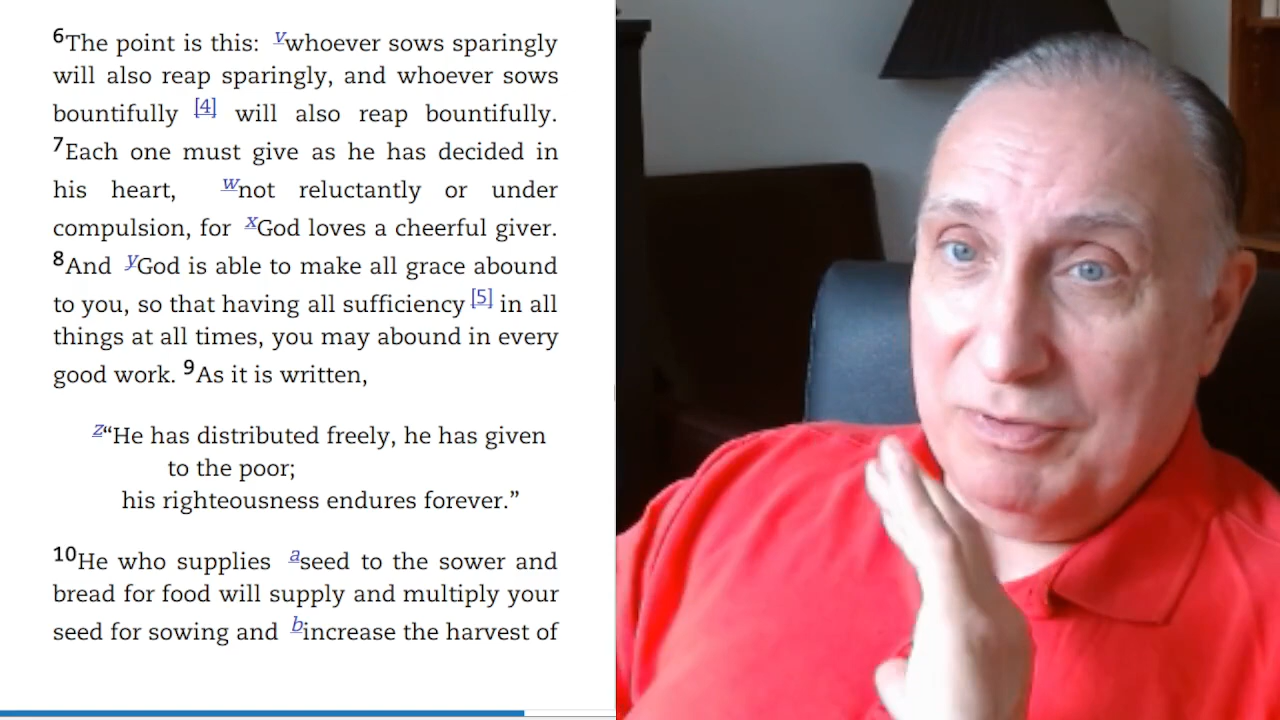 6The point is this: vwhoever sows sparingly
will also reap sparingly, and whoever sows
bountifully [4] will also reap bountifully.
7Each one must give as he has decided in
his heart, wnot reluctantly or under
compulsion, for xGod loves a cheerful giver.
8And yGod is able to make all grace abound
to you, so that having all sufficiency [5] in all
things at all times, you may abound in every
good work. 9As it is written,
z“He has distributed freely, he has given
to the poor;
his righteousness endures forever.”
10He who supplies aseed to the sower and
bread for food will supply and multiply your
seed for sowing and bincrease the harvest of